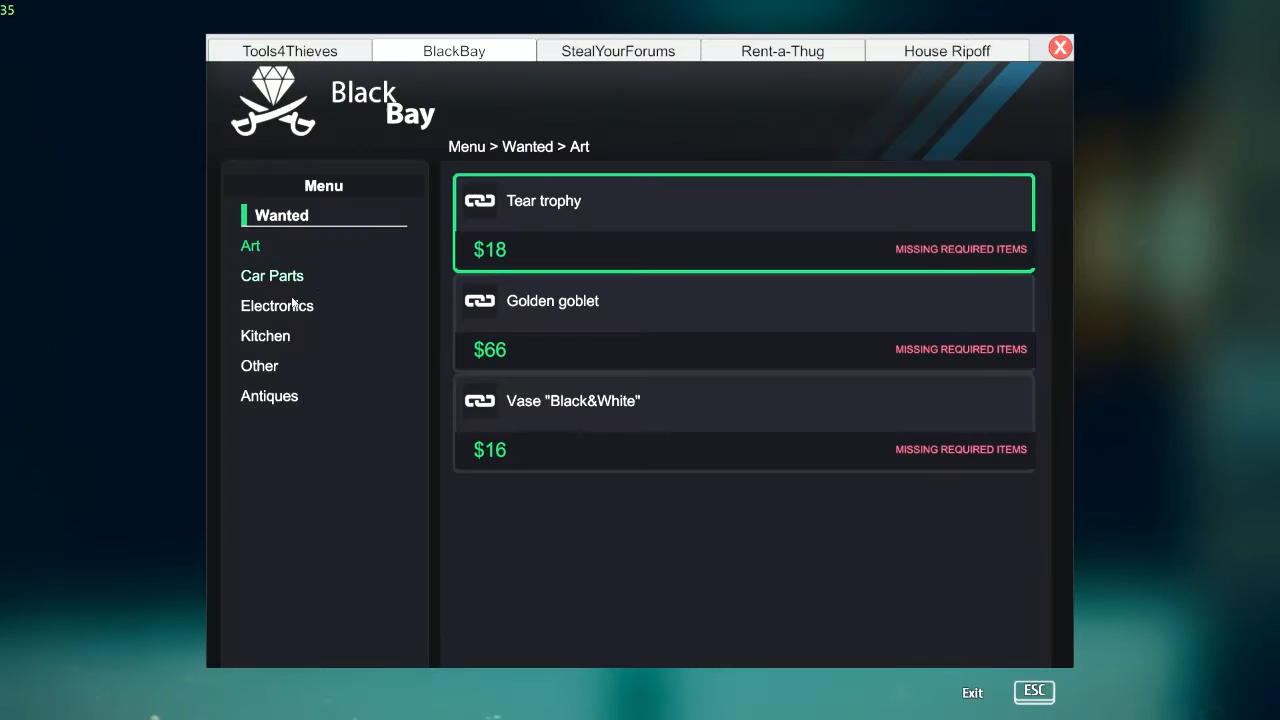 35
Tools4Thieves BlackBay StealYourForums Rent-a-Thug House Ripoff X
Black
Bay
Menu > Wanted > Art
Menu
Wanted
Art
Car Parts
Electronics
Kitchen
Other
Antiques
Tear trophy
$18 MISSING REQUIRED ITEMS
Golden goblet
$66 MISSING REQUIRED ITEMS
Vase "Black&White"
$16 MISSING REQUIRED ITEMS
Exit ESC